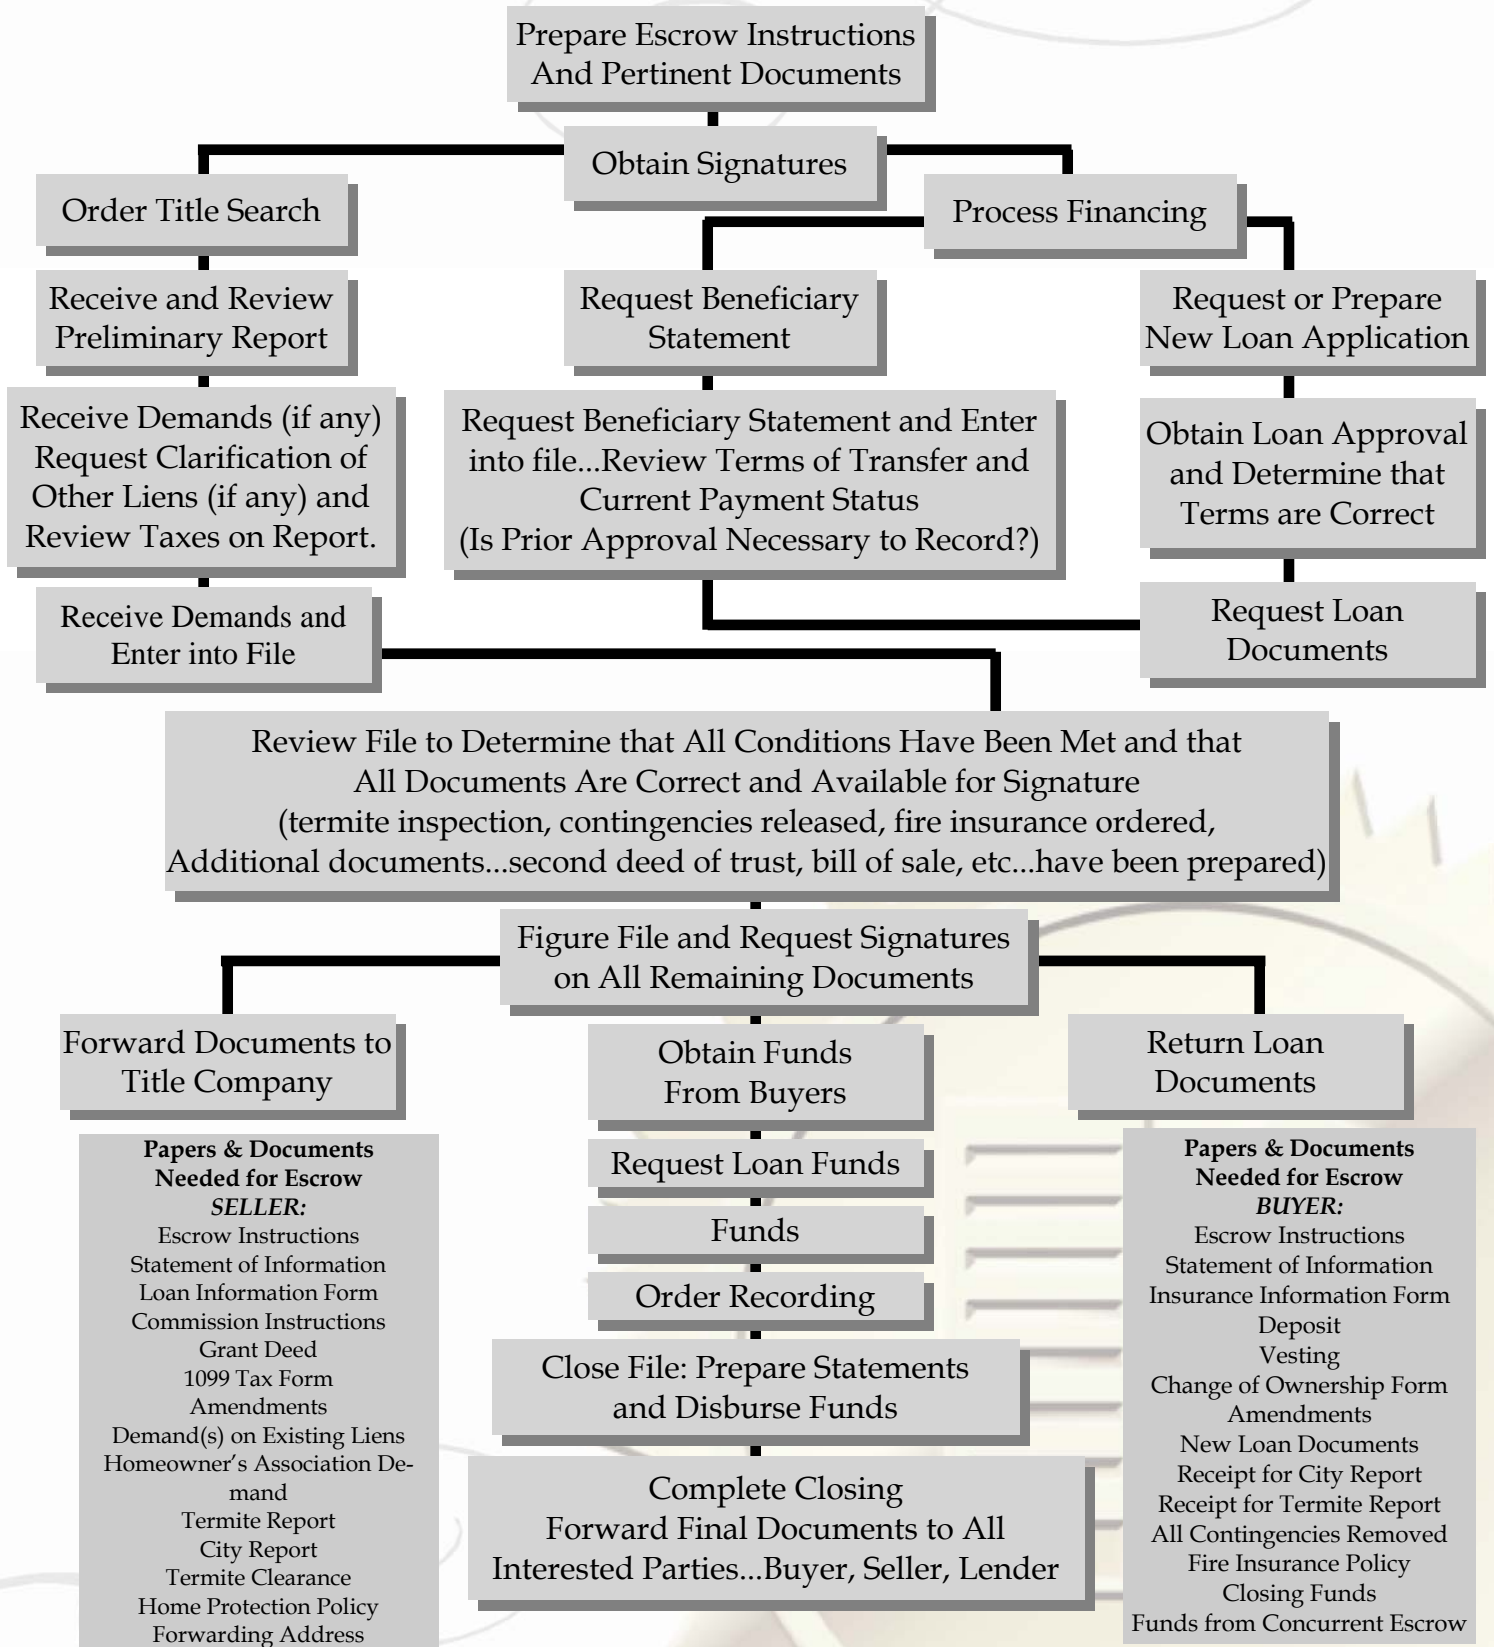 Prepare Escrow Instructions
And Pertinent Documents
Obtain Signatures
Order Title Search
Process Financing
Receive and Review
Preliminary Report
Request Beneficiary
Statement
Request or Prepare
New Loan Application
Receive Demands (if any)
Request Clarification of
Other Liens (if any) and
Review Taxes on Report.
Request Beneficiary Statement and Enter
into file...Review Terms of Transfer and
Current Payment Status
(Is Prior Approval Necessary to Record?)
Obtain Loan Approval
and Determine that
Terms are Correct
Receive Demands and
Enter into File
Request Loan
Documents
Review File to Determine that All Conditions Have Been Met and that
All Documents Are Correct and Available for Signature
(termite inspection, contingencies released, fire insurance ordered,
Additional documents...second deed of trust, bill of sale, etc...have been prepared)
Figure File and Request Signatures
on All Remaining Documents
Forward Documents to
Title Company
Obtain Funds
From Buyers
Return Loan
Documents
Request Loan Funds
Funds
Order Recording
Close File: Prepare Statements
and Disburse Funds
Complete Closing
Forward Final Documents to All
Interested Parties...Buyer, Seller, Lender
Papers & Documents
Needed for Escrow
SELLER:
Escrow Instructions
Statement of Information
Loan Information Form
Commission Instructions
Grant Deed
1099 Tax Form
Amendments
Demand(s) on Existing Liens
Homeowner's Association De-
mand
Termite Report
City Report
Termite Clearance
Home Protection Policy
Forwarding Address
Papers & Documents
Needed for Escrow
BUYER:
Escrow Instructions
Statement of Information
Insurance Information Form
Deposit
Vesting
Change of Ownership Form
Amendments
New Loan Documents
Receipt for City Report
Receipt for Termite Report
All Contingencies Removed
Fire Insurance Policy
Closing Funds
Funds from Concurrent Escrow